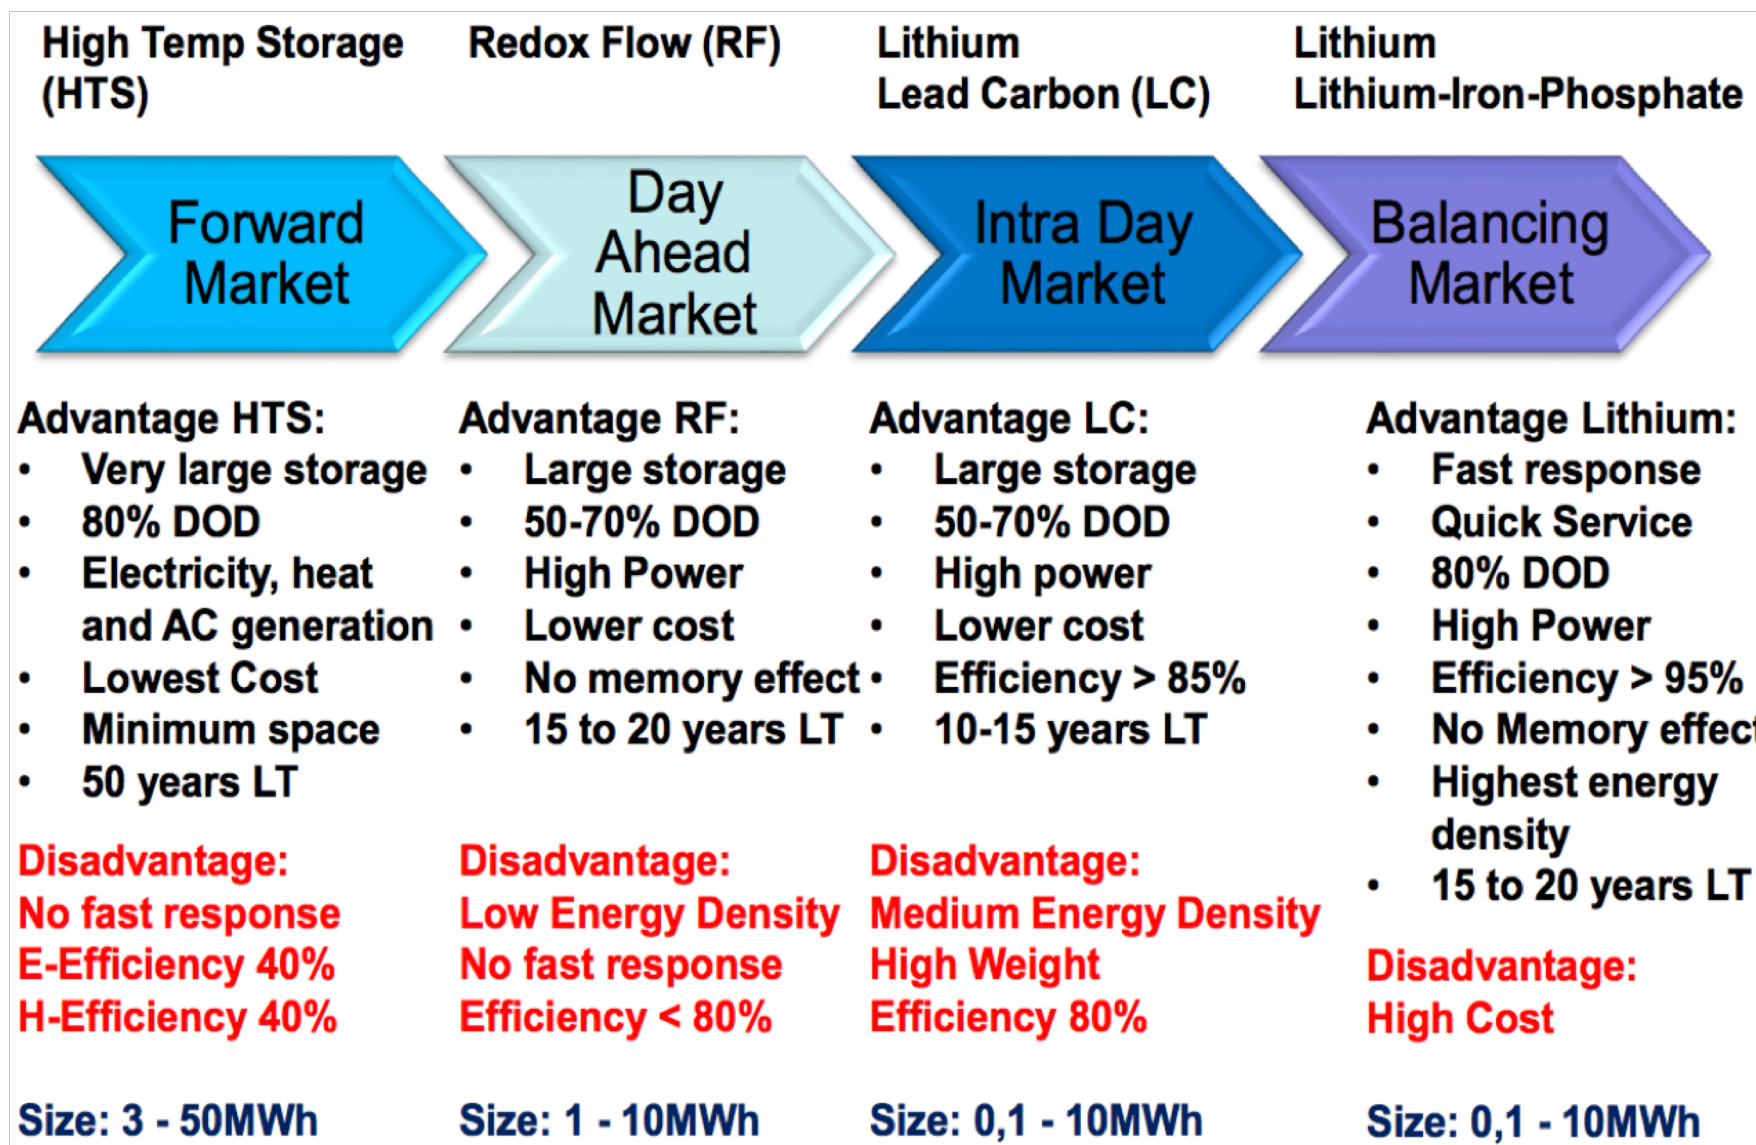 High Temp Storage
(HTS)
Redox Flow (RF)
Lithium
Lead Carbon (LC)
Lithium
Lithium-Iron-Phosphate
Forward
Market
Day
Ahead
Market
Intra Day
Market
Balancing
Market
Advantage HTS:
• Very large storage
• 80% DOD
• Electricity, heat
and AC generation
• Lowest Cost
• Minimum space
• 50 years LT
Disadvantage:
No fast response
E-Efficiency 40%
H-Efficiency 40%
Size: 3 - 50MWh
Advantage RF:
• Large storage
• 50-70% DOD
• High Power
• Lower cost
• No memory effect
• 15 to 20 years LT
Disadvantage:
Low Energy Density
No fast response
Efficiency < 80%
Size: 1 - 10MWh
Advantage LC:
• Large storage
• 50-70% DOD
• High power
• Lower cost
• Efficiency > 85%
• 10-15 years LT
Disadvantage:
Medium Energy Density
High Weight
Efficiency 80%
Size: 0,1 - 10MWh
Advantage Lithium:
• Fast response
• Quick Service
• 80% DOD
• High Power
• Efficiency > 95%
• No Memory effect
• Highest energy
density
• 15 to 20 years LT
Disadvantage:
High Cost
Size: 0,1 - 10MWh